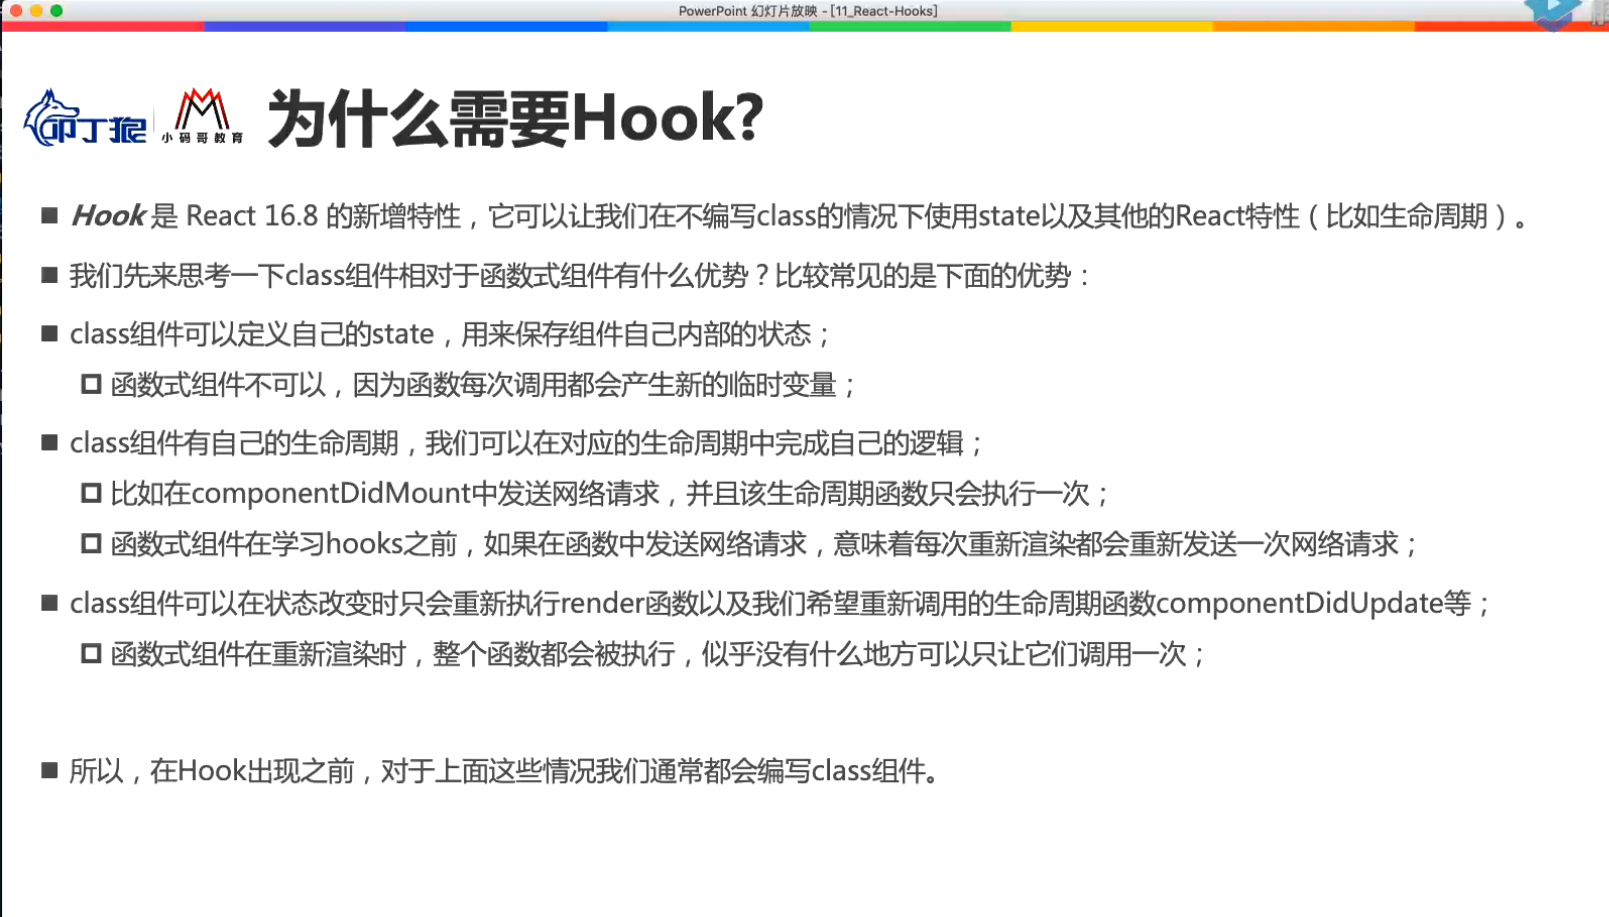 PowerPoint 幻灯片放映 - [11_React-Hooks]
叩丁狼
小码哥教育
为什么需要Hook?
Hook 是 React 16.8 的新增特性，它可以让我们在不编写class的情况下使用state以及其他的React特性（比如生命周期）。
我们先来思考一下class组件相对于函数式组件有什么优势？比较常见的是下面的优势：
class组件可以定义自己的state，用来保存组件自己内部的状态；
函数式组件不可以，因为函数每次调用都会产生新的临时变量；
class组件有自己的生命周期，我们可以在对应的生命周期中完成自己的逻辑；
比如在componentDidMount中发送网络请求，并且该生命周期函数只会执行一次；
函数式组件在学习hooks之前，如果在函数中发送网络请求，意味着每次重新渲染都会重新发送一次网络请求；
class组件可以在状态改变时只会重新执行render函数以及我们希望重新调用的生命周期函数componentDidUpdate等；
函数式组件在重新渲染时，整个函数都会被执行，似乎没有什么地方可以只让它们调用一次；
所以，在Hook出现之前，对于上面这些情况我们通常都会编写class组件。